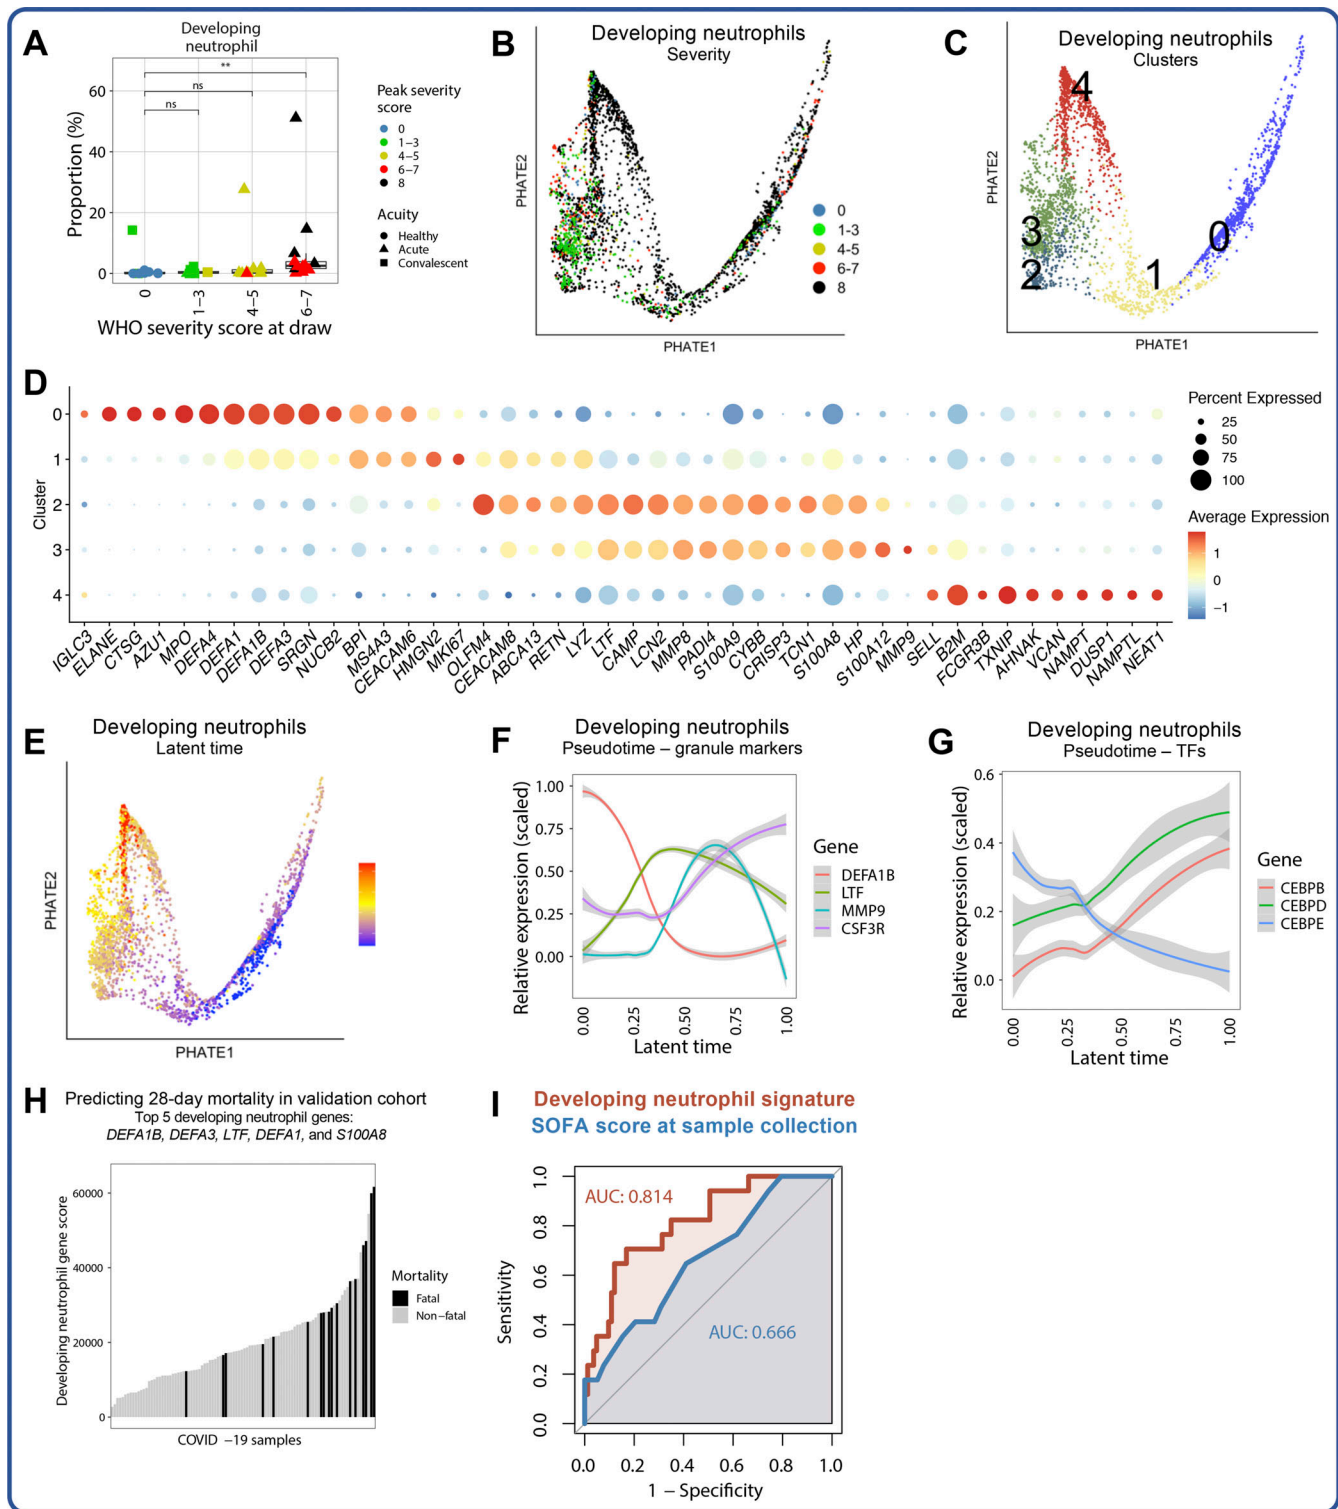 A
Developing
neutrophil
**
ns
ns
Proportion (%)
60
40
20
0
0
1−3
4−5
6−7
WHO severity score at draw
Peak severity
score
0
1−3
4−5
6−7
8
Acuity
Healthy
Acute
Convalescent
B
Developing neutrophils
Severity
PHATE2
PHATE1
0
1-3
4-5
6-7
8
C
Developing neutrophils
Clusters
PHATE2
PHATE1
4
3
2
1
0
D
Cluster
0
1
2
3
4
IGLC3
ELANE
CTSG
AZU1
MPO
DEFA4
DEFA1
DEFA1B
DEFA3
SRGN
NUCB2
BPI
MS4A3
CEACAM6
HMGN2
MKI67
OLFM4
CEACAM8
ABCA13
RETN
LYZ
LTF
CAMP
LCN2
MMP8
PADI4
S100A9
CYBB
CRISP3
TCN1
S100A8
HP
S100A12
MMP9
SELL
B2M
FCGR3B
TXNIP
AHNAK
VCAN
NAMPT
DUSP1
NAMPTL
NEAT1
Percent Expressed
25
50
75
100
Average Expression
1
0
−1
E
Developing neutrophils
Latent time
PHATE2
PHATE1
F
Developing neutrophils
Pseudotime – granule markers
Relative expression (scaled)
1.00
0.75
0.50
0.25
0.00
0.00
0.25
0.50
0.75
1.00
Latent time
Gene
DEFA1B
LTF
MMP9
CSF3R
G
Developing neutrophils
Pseudotime – TFs
Relative expression (scaled)
0.6
0.4
0.2
0.0
0.00
0.25
0.50
0.75
1.00
Latent time
Gene
CEBPB
CEBPD
CEBPE
H
Predicting 28-day mortality in validation cohort
Top 5 developing neutrophil genes:
DEFA1B, DEFA3, LTF, DEFA1, and S100A8
Developing neutrophil gene score
60000
40000
20000
0
COVID −19 samples
Mortality
Fatal
Non−fatal
I
Developing neutrophil signature
SOFA score at sample collection
AUC: 0.814
AUC: 0.666
Sensitivity
1.0
0.8
0.6
0.4
0.2
0.0
0.0
0.2
0.4
0.6
0.8
1.0
1 − Specificity